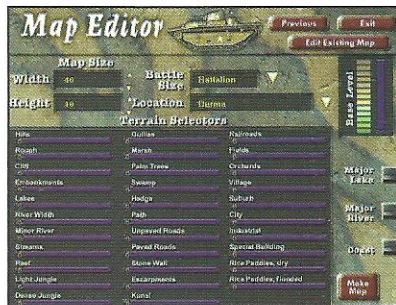 Map Editor
Previous
Exit
Edit Existing Map
Map Size
Width
40
Battle Size
Battalion
Height
Location
Burma
Base Level
Terrain Selectors
Hills
Gullies
Railroads
Rough
Marsh
Fields
Cliff
Palm Trees
Orchards
Embankments
Swamp
Village
Lakes
Hedge
Suburb
River Width
Path
City
Minor River
Unpaved Roads
Industrial
Streams
Paved Roads
Special Building
Reef
Stone Wall
Rice Paddies, dry
Light Jungle
Escarpments
Rice Paddies, flooded
Dense Jungle
Kunai
Major Lake
Major River
Coast
Make Map